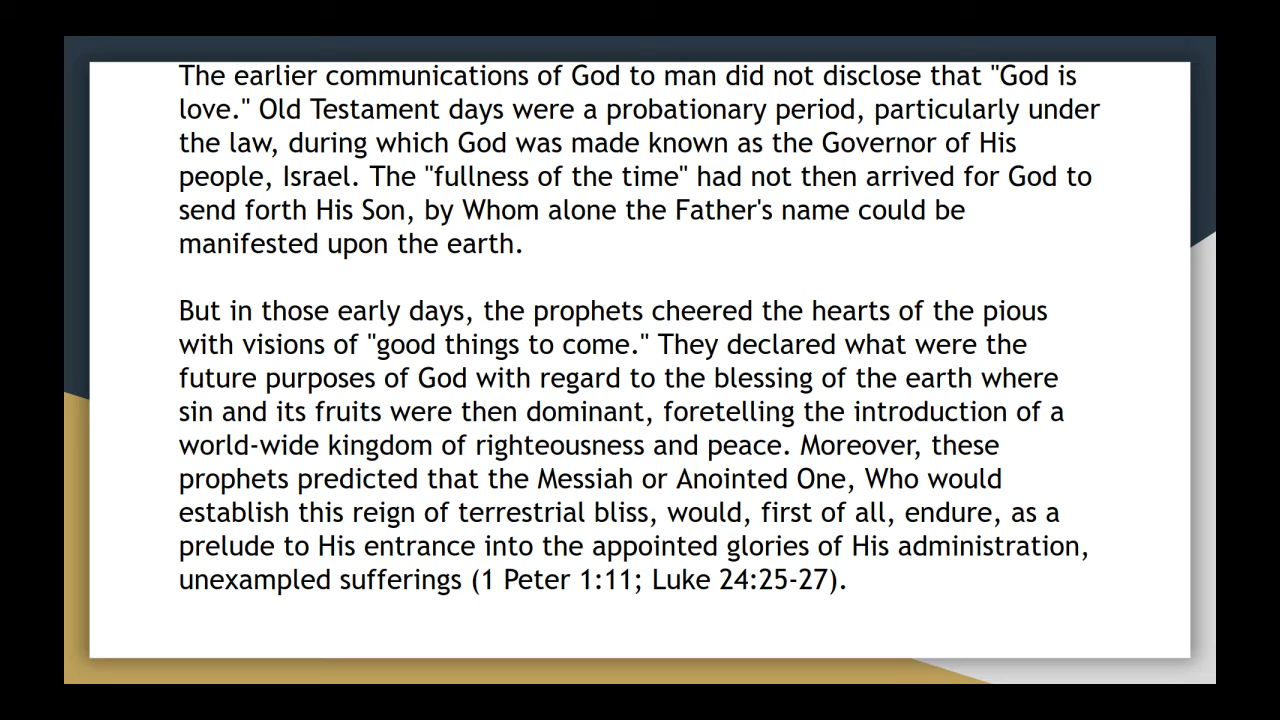 The earlier communications of God to man did not disclose that "God is
love." Old Testament days were a probationary period, particularly under
the law, during which God was made known as the Governor of His
people, Israel. The "fullness of the time" had not then arrived for God to
send forth His Son, by Whom alone the Father's name could be
manifested upon the earth.
But in those early days, the prophets cheered the hearts of the pious
with visions of "good things to come." They declared what were the
future purposes of God with regard to the blessing of the earth where
sin and its fruits were then dominant, foretelling the introduction of a
world-wide kingdom of righteousness and peace. Moreover, these
prophets predicted that the Messiah or Anointed One, Who would
establish this reign of terrestrial bliss, would, first of all, endure, as a
prelude to His entrance into the appointed glories of His administration,
unexampled sufferings (1 Peter 1:11; Luke 24:25-27).